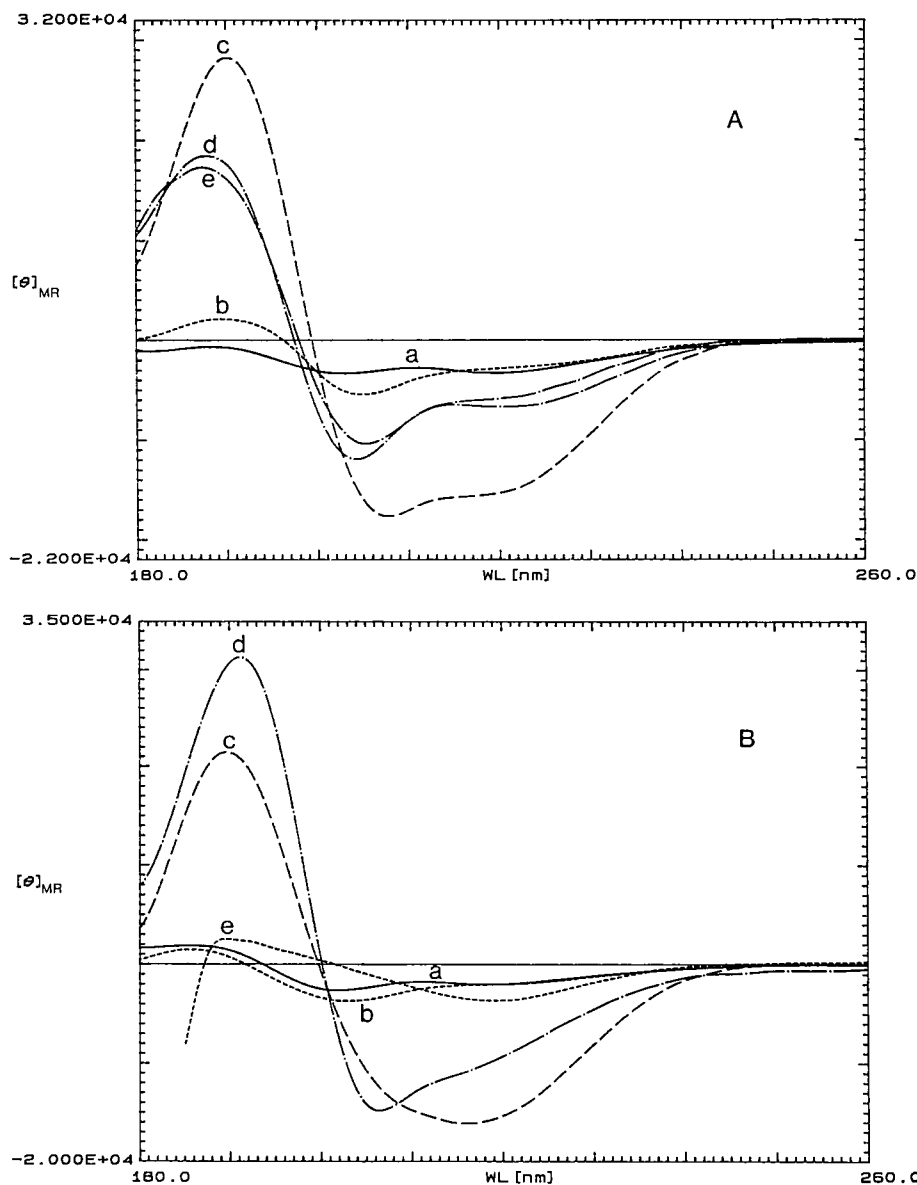 3.200E+04
c
A
d
e
[θ]MR
b
a
-2.200E+04
180.0
WL [nm]
260.0
3.500E+04
d
B
c
[θ]MR
e
a
b
-2.000E+04
180.0
WL [nm]
260.0